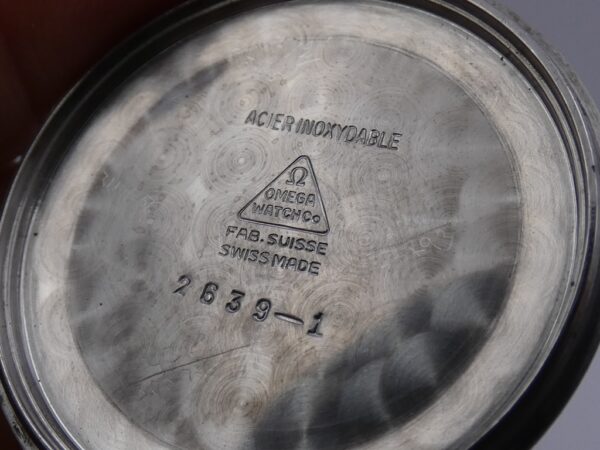 ACIER INOXYDABLE
Ω
OMEGA
WATCH Co
FAB. SUISSE
SWISS MADE
2639-1